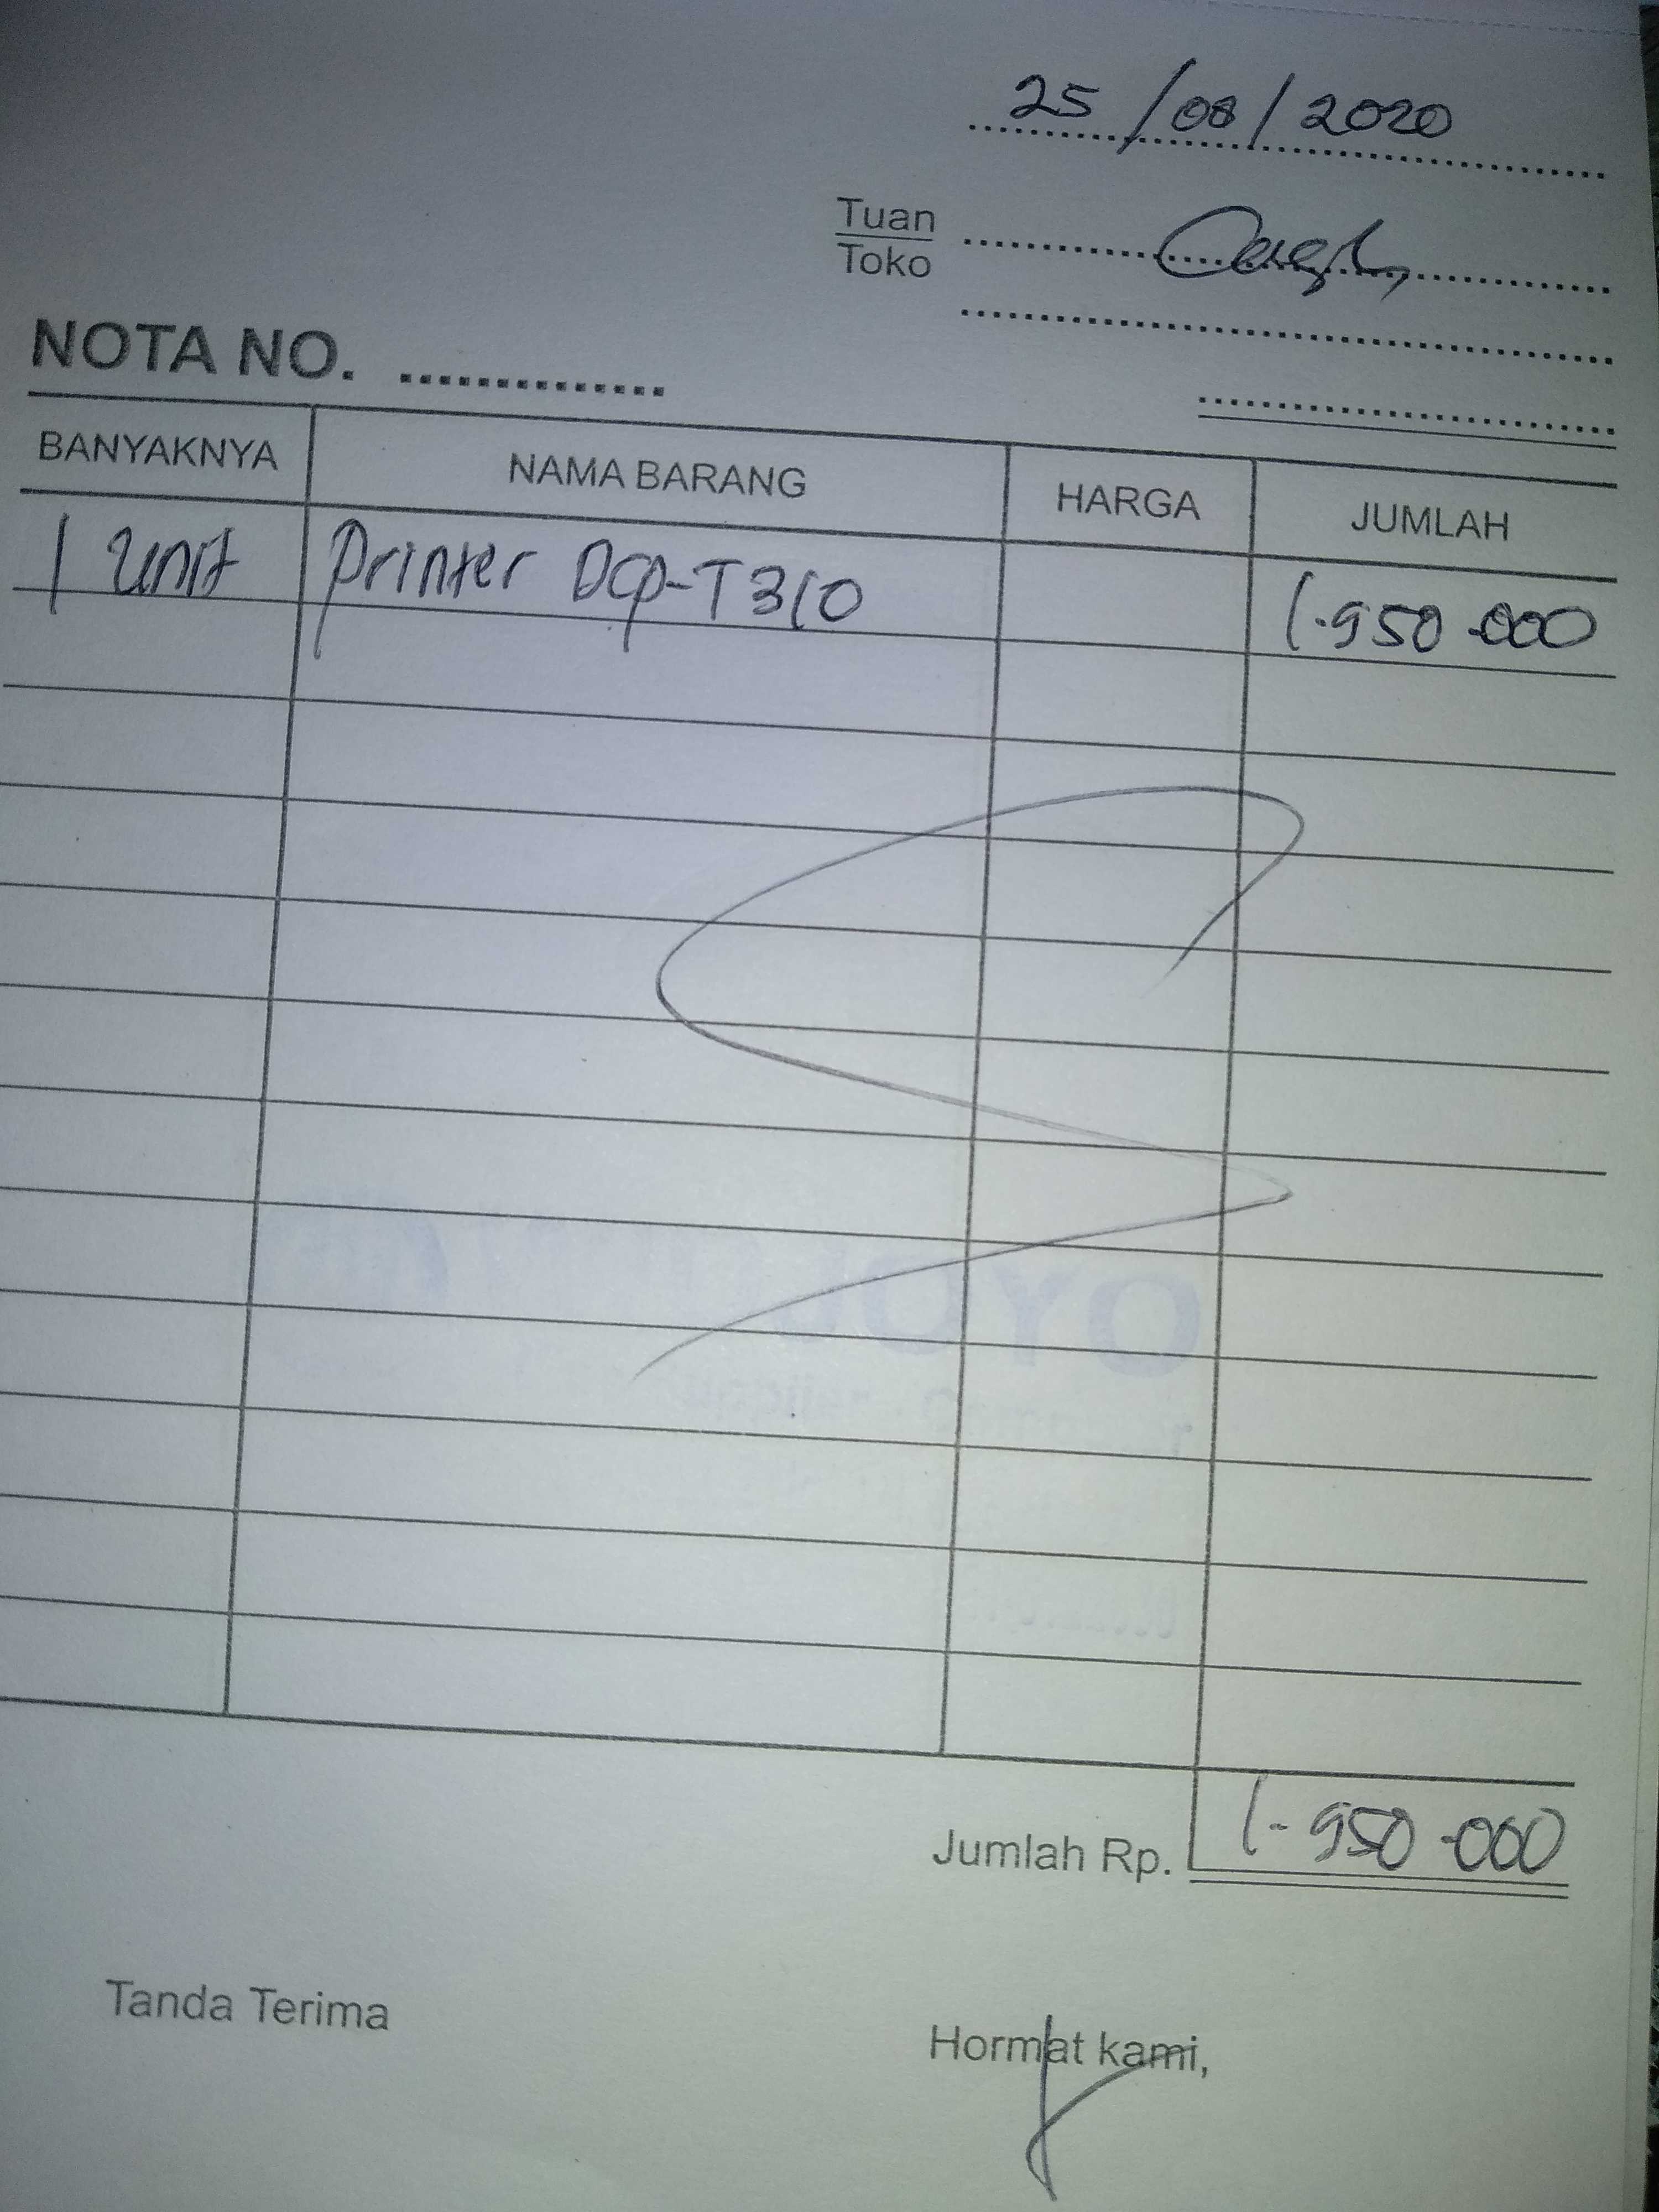 25/08/2020
Tuan
Toko
Cash
NOTA NO. ..............
BANYAKNYA NAMA BARANG HARGA JUMLAH
1 Unit Printer DCP-T310 1.950.000
Jumlah Rp. 1.950.000
Tanda Terima
Hormat kami,